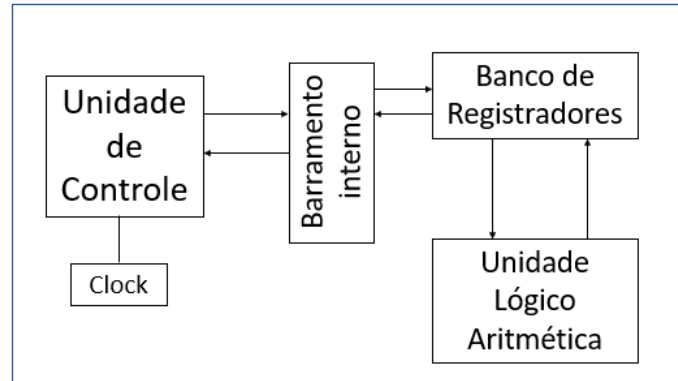 Unidade
de
Controle
Clock
Barramento
interno
Banco de
Registradores
Unidade
Lógico
Aritmética